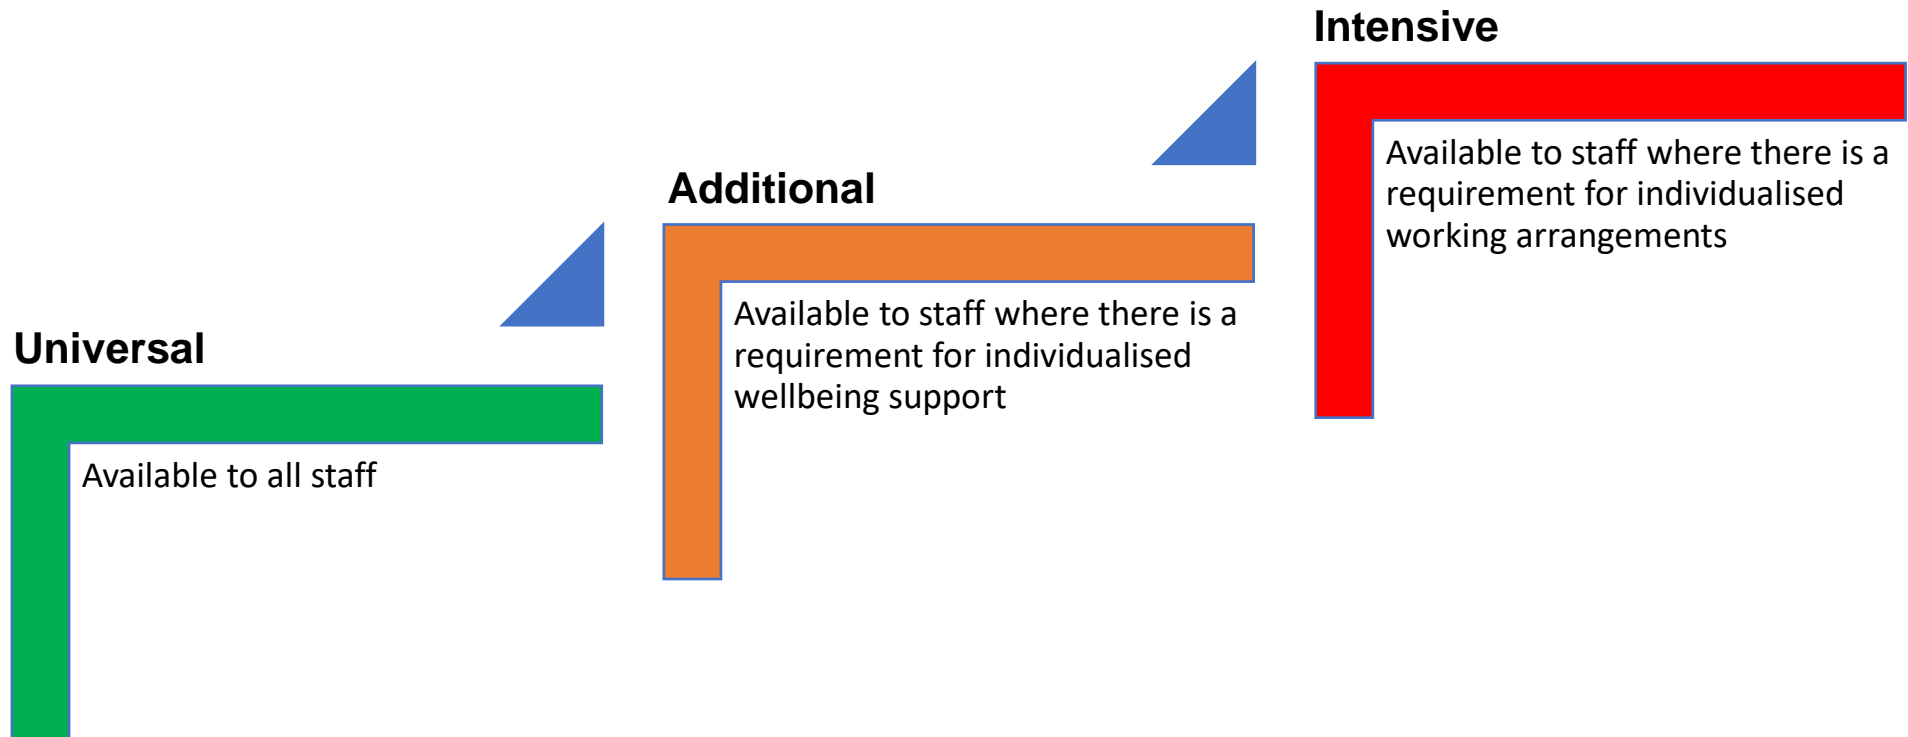 Universal
Available to all staff
Additional
Available to staff where there is a
requirement for individualised
wellbeing support
Intensive
Available to staff where there is a
requirement for individualised
working arrangements